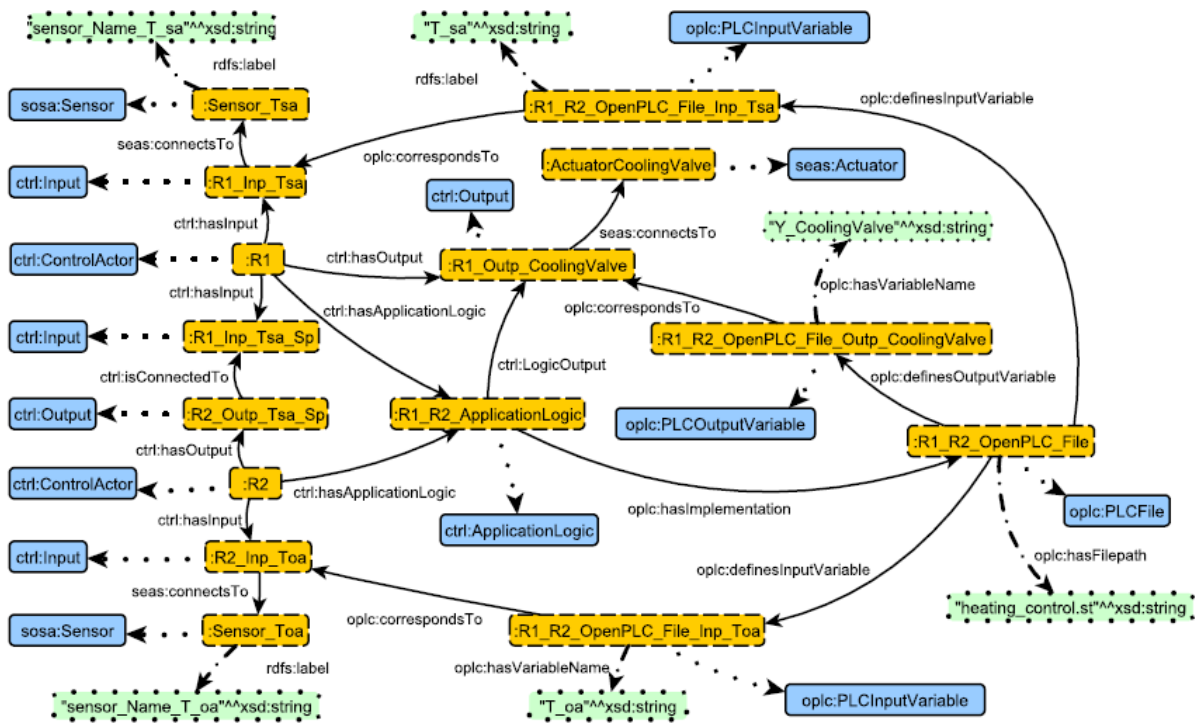 "sensor_Name_T_sa"^^xsd:string
"T_sa"^^xsd:string
oplc:PLCInputVariable
rdfs:label
rdfs:label
sosa:Sensor
:Sensor_Tsa
:R1_R2_OpenPLC_File_Inp_Tsa
oplc:definesInputVariable
seas:connectsTo
oplc:correspondsTo
:ActuatorCoolingValve
seas:Actuator
ctrl:Input
:R1_Inp_Tsa
ctrl:Output
ctrl:hasInput
seas:connectsTo
"Y_CoolingValve"^^xsd:string
ctrl:ControlActor
:R1
ctrl:hasOutput
:R1_Outp_CoolingValve
oplc:hasVariableName
ctrl:hasInput
ctrl:hasApplicationLogic
oplc:correspondsTo
ctrl:Input
:R1_Inp_Tsa_Sp
:R1_R2_OpenPLC_File_Outp_CoolingValve
ctrl:isConnectedTo
ctrl:LogicOutput
oplc:definesOutputVariable
ctrl:Output
:R2_Outp_Tsa_Sp
:R1_R2_ApplicationLogic
oplc:PLCOutputVariable
:R1_R2_OpenPLC_File
ctrl:hasOutput
ctrl:ControlActor
:R2
ctrl:hasApplicationLogic
oplc:hasImplementation
oplc:PLCFile
ctrl:hasInput
ctrl:ApplicationLogic
ctrl:Input
:R2_Inp_Toa
oplc:hasFilepath
oplc:definesInputVariable
seas:connectsTo
oplc:correspondsTo
"heating_control.st"^^xsd:string
sosa:Sensor
:Sensor_Toa
:R1_R2_OpenPLC_File_Inp_Toa
rdfs:label
oplc:hasVariableName
"sensor_Name_T_oa"^^xsd:string
"T_oa"^^xsd:string
oplc:PLCInputVariable